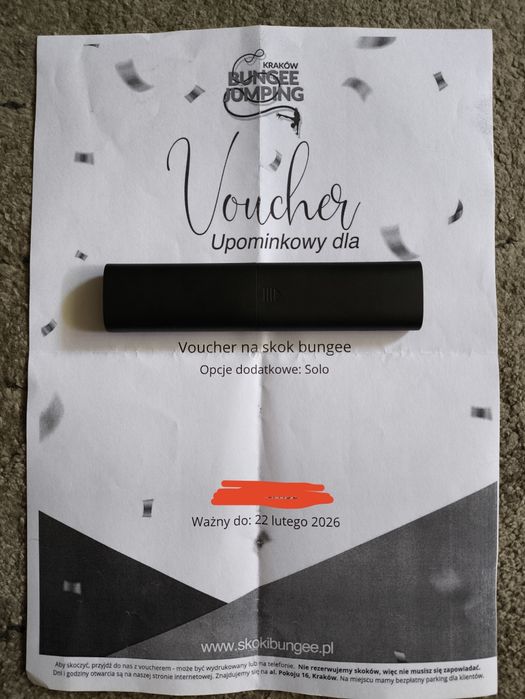 KRAKÓW
BUNGEE
JUMPING
Voucher
Upominkowy dla
Voucher na skok bungee
Opcje dodatkowe: Solo
Ważny do: 22 lutego 2026
www.skokibungee.pl
Aby skoczyć, przyjdź do nas z voucherem - może być wydrukowany lub na telefonie. Nie rezerwujemy skoków, więc nie musisz się zapowiadać.
Dni i godziny otwarcia są na naszej stronie internetowej. Znajdujemy się na al. Pokoju 16, Kraków. Na miejscu mamy bezpłatny parking dla klientów.